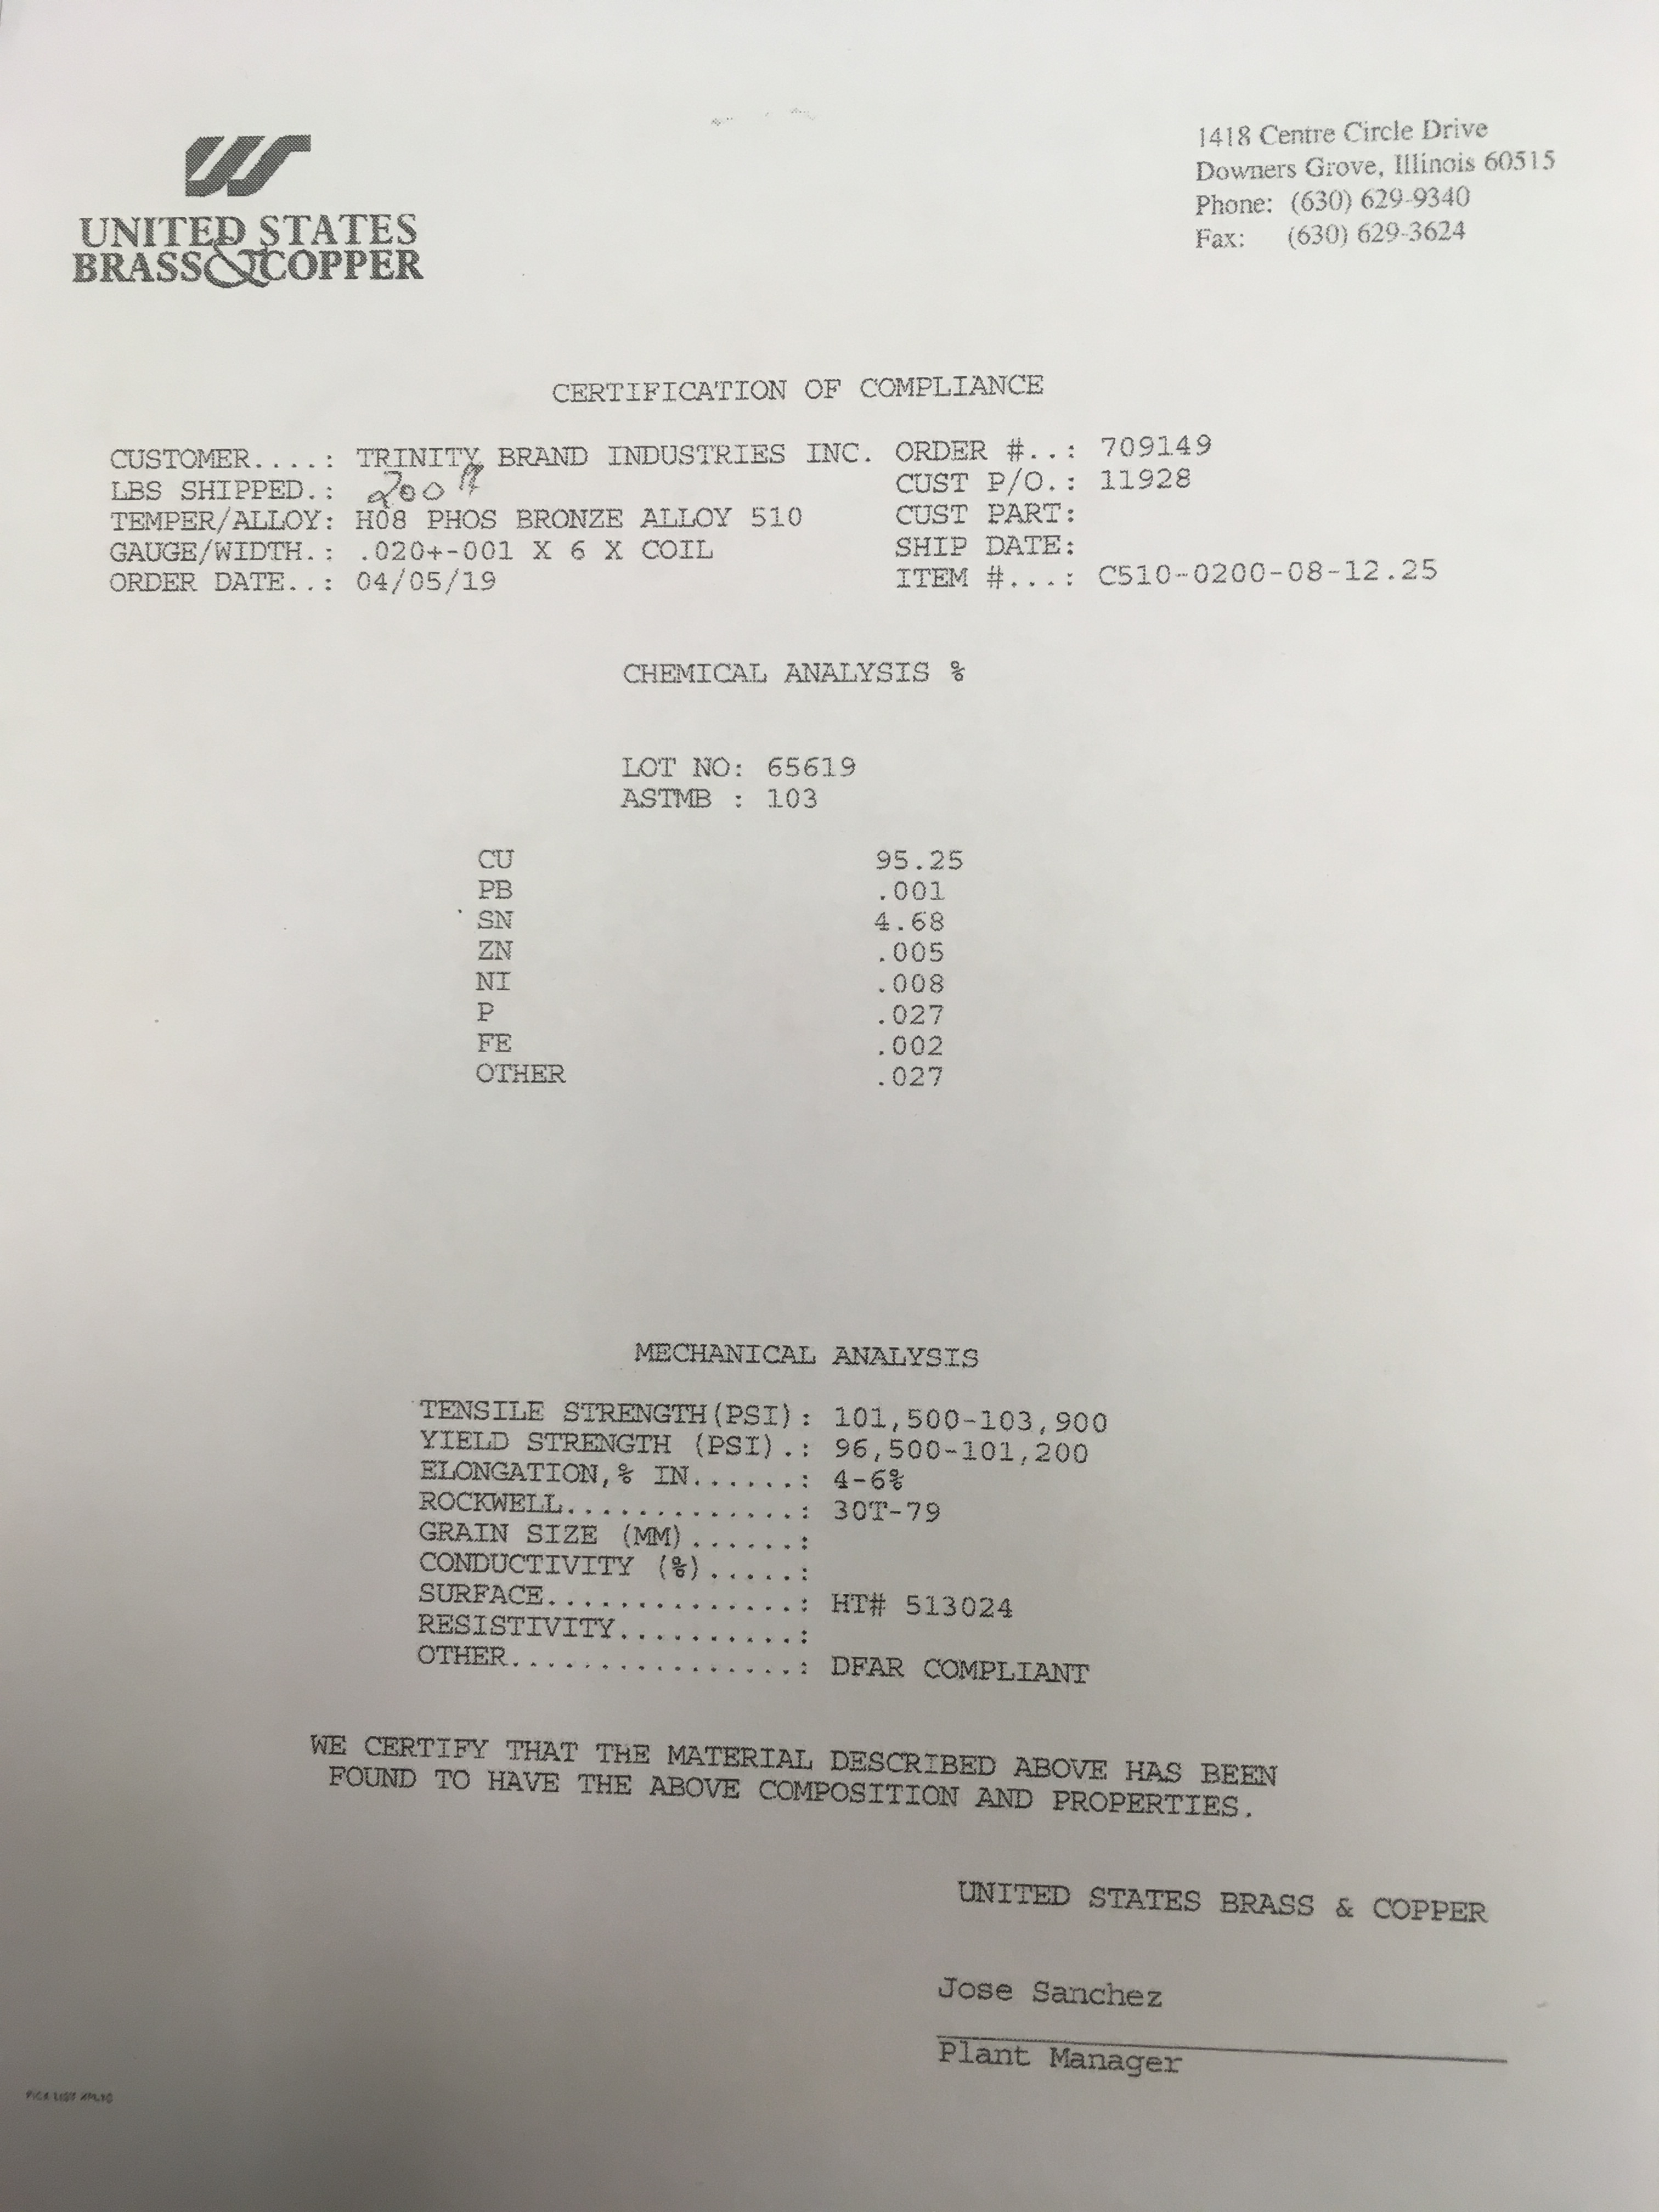 UNITED STATES
BRASS&COPPER
1418 Centre Circle Drive
Downers Grove, Illinois 60515
Phone: (630) 629-9340
Fax: (630) 629-3624
CERTIFICATION OF COMPLIANCE
CUSTOMER....: TRINITY BRAND INDUSTRIES INC. ORDER #..: 709149
LBS SHIPPED.: 200# CUST P/O.: 11928
TEMPER/ALLOY: H08 PHOS BRONZE ALLOY 510 CUST PART:
GAUGE/WIDTH.: .020+-001 X 6 X COIL SHIP DATE:
ORDER DATE..: 04/05/19 ITEM #...: C510-0200-08-12.25
CHEMICAL ANALYSIS %
LOT NO: 65619
ASTMB : 103
CU 95.25
PB .001
SN 4.68
ZN .005
NI .008
P .027
FE .002
OTHER .027
MECHANICAL ANALYSIS
TENSILE STRENGTH(PSI): 101,500-103,900
YIELD STRENGTH (PSI).: 96,500-101,200
ELONGATION,% IN......: 4-6%
ROCKWELL.............: 30T-79
GRAIN SIZE (MM)......:
CONDUCTIVITY (%).....:
SURFACE..............: HT# 513024
RESISTIVITY..........:
OTHER................: DFAR COMPLIANT
WE CERTIFY THAT THE MATERIAL DESCRIBED ABOVE HAS BEEN
FOUND TO HAVE THE ABOVE COMPOSITION AND PROPERTIES.
UNITED STATES BRASS & COPPER
Jose Sanchez
Plant Manager
PICK LIST